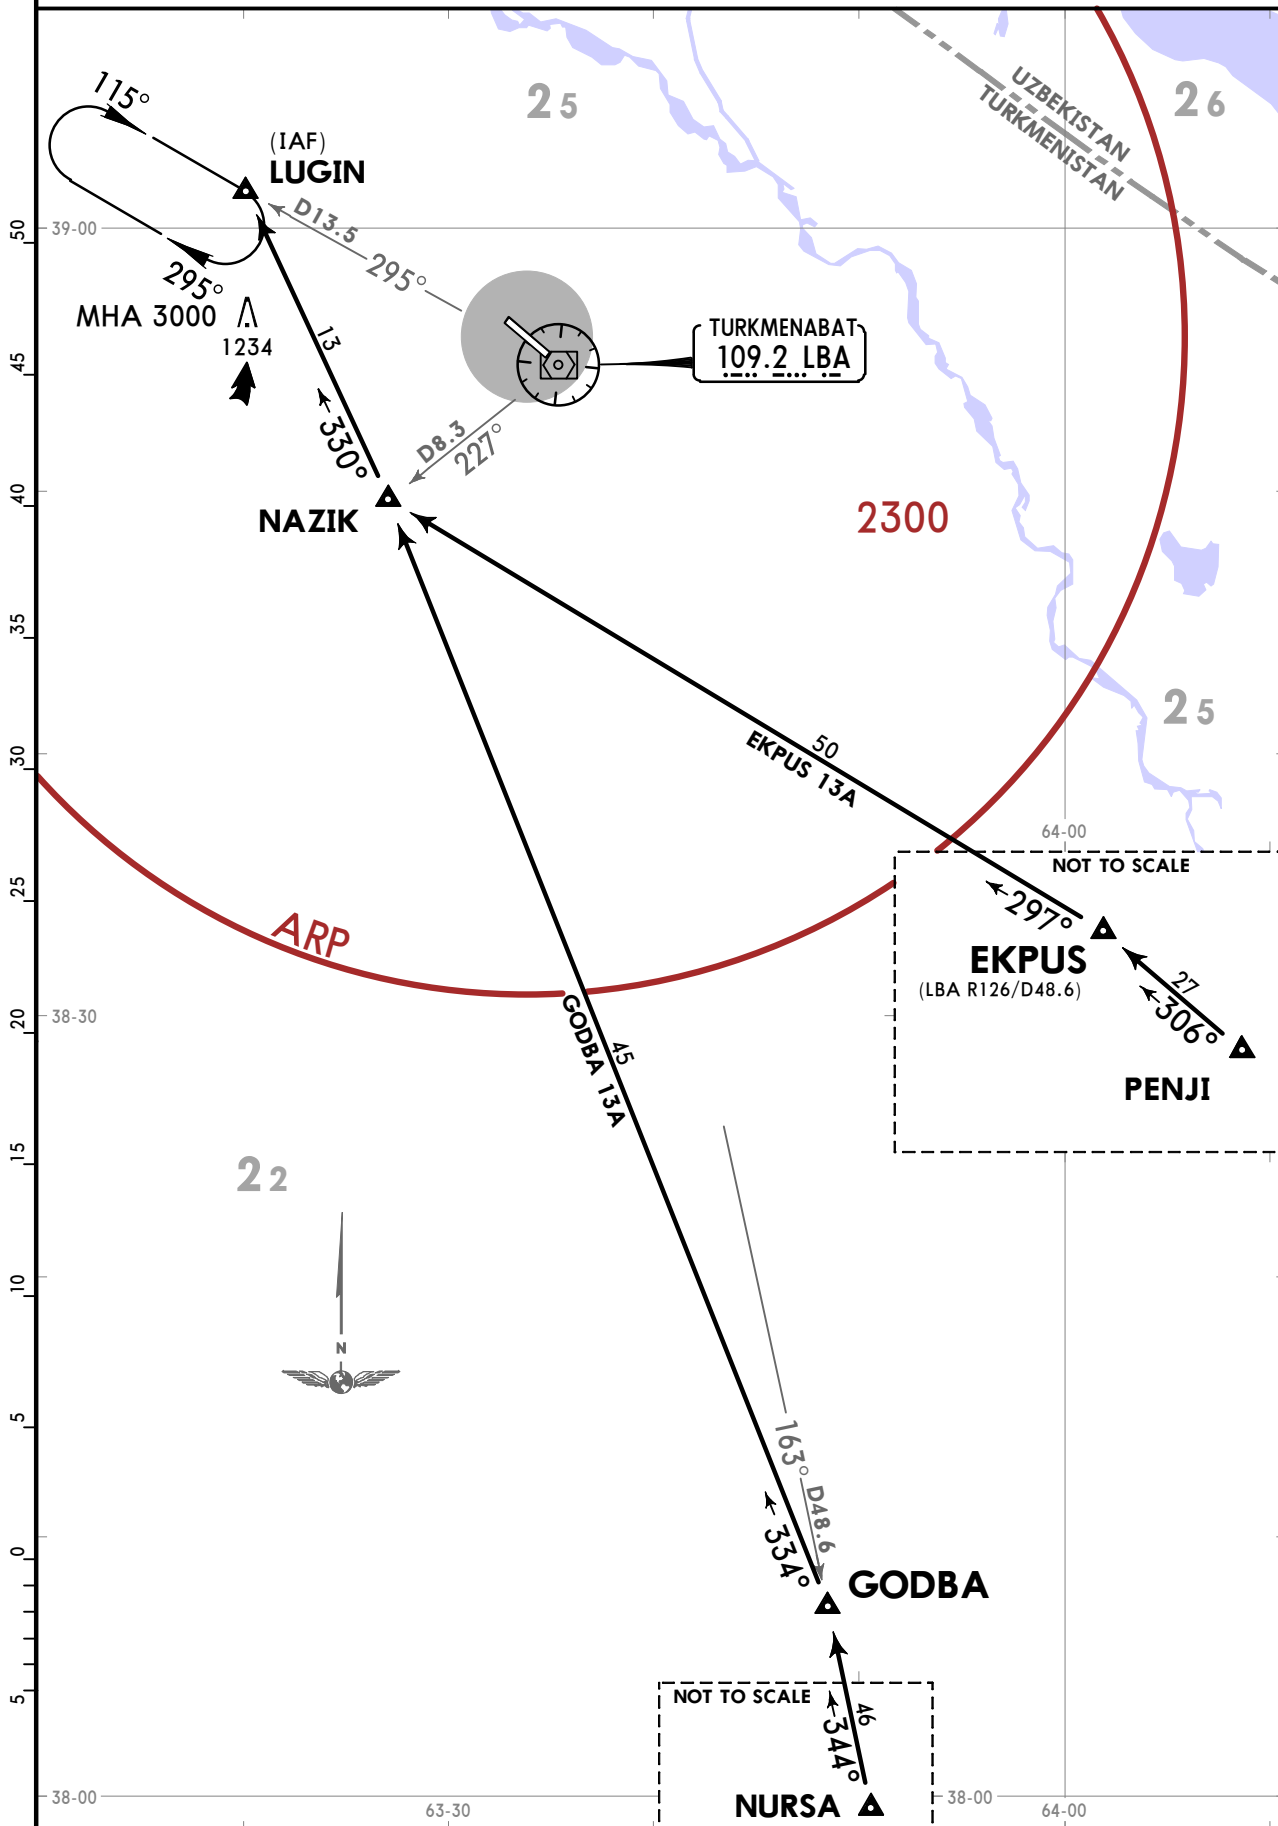 UZBEKISTAN
TURKMENISTAN
25
26
115°
(IAF)
LUGIN
D13.5
295°
39-00
295°
MHA 3000
1234
13
330°
TURKMENABAT
109.2 LBA
D8.3
227°
NAZIK
2300
25
50
EKPUS 13A
64-00
NOT TO SCALE
297°
EKPUS
(LBA R126/D48.6)
27
306°
PENJI
ARP
38-30
GODBA 13A
45
22
N
163°
D48.6
334°
GODBA
NOT TO SCALE
46
344°
NURSA
38-00
38-00
63-30
64-00
50
45
40
35
30
25
20
15
10
5
0
5